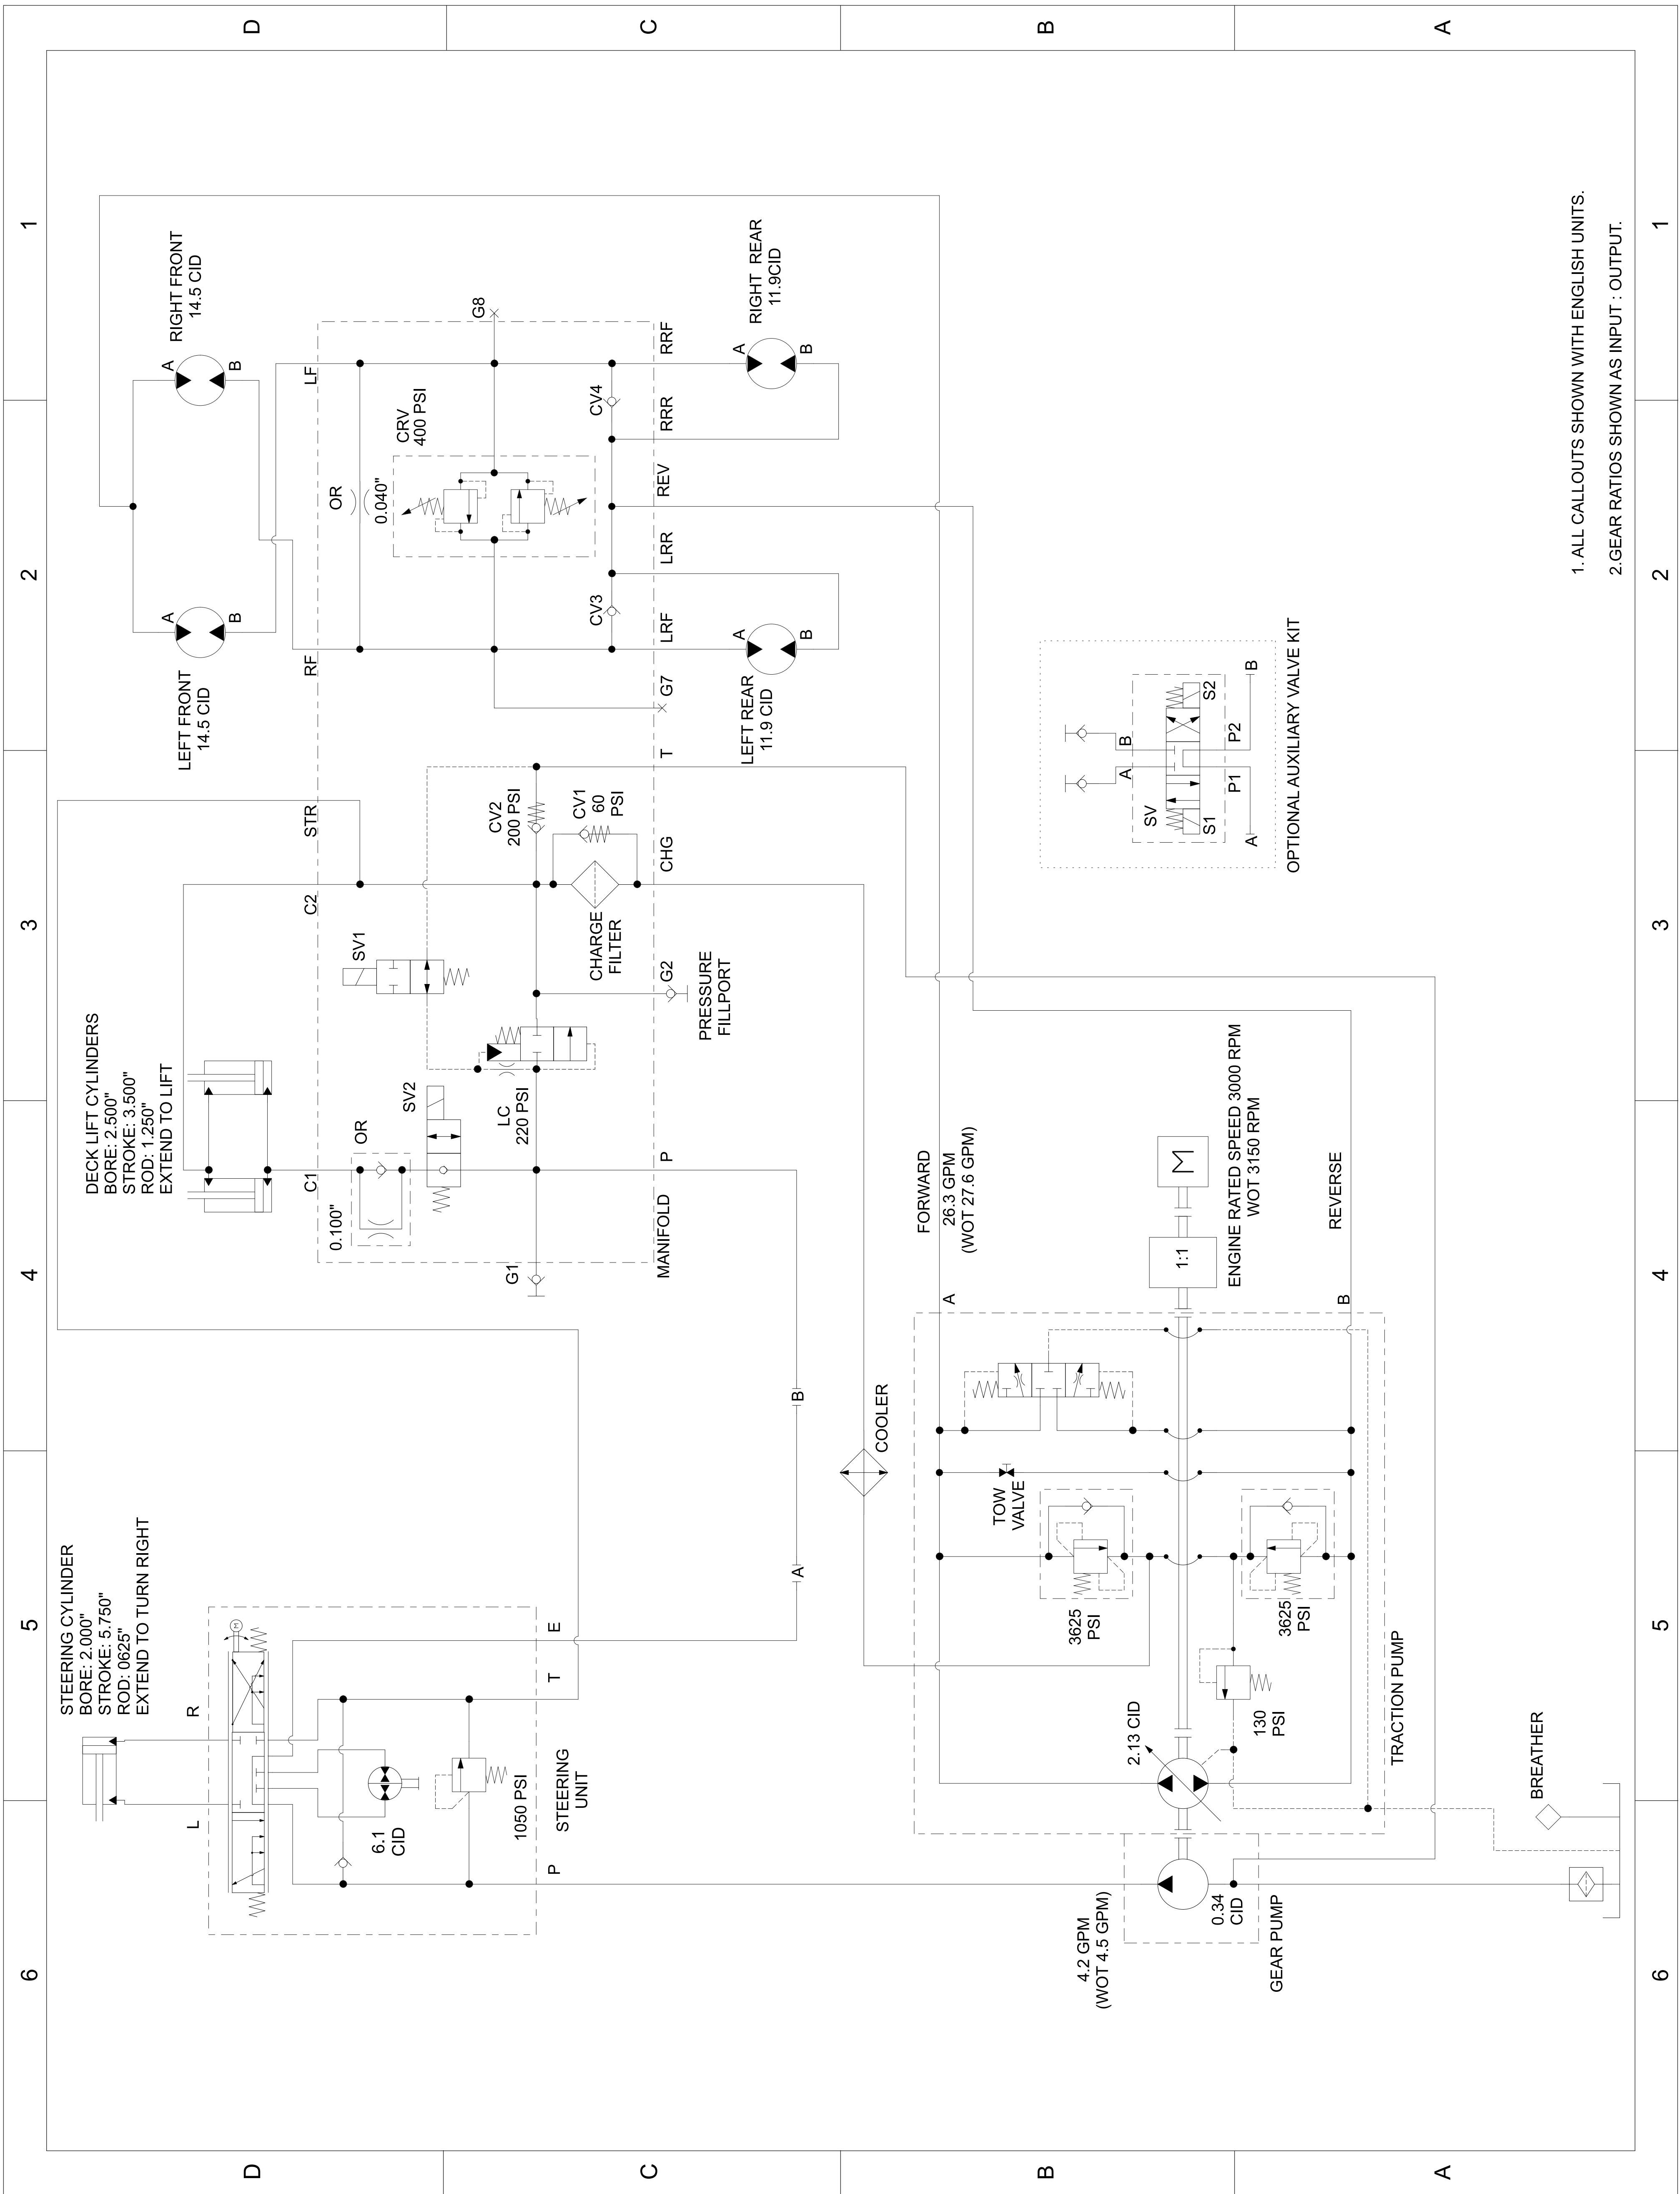 D
C
B
A
1
2
3
4
5
6
STEERING CYLINDER
BORE: 2.000"
STROKE: 5.750"
ROD: 0625"
EXTEND TO TURN RIGHT
L
R
M
6.1
CID
1050 PSI
STEERING
UNIT
P
T
E
DECK LIFT CYLINDERS
BORE: 2.500"
STROKE: 3.500"
ROD: 1.250"
EXTEND TO LIFT
C1
C2
STR
0.100"
OR
SV2
SV1
LC
220 PSI
G1
MANIFOLD
P
G2
PRESSURE
FILLPORT
CHARGE
FILTER
CV2
200 PSI
CV1
60
PSI
CHG
T
LEFT FRONT
14.5 CID
A
B
RIGHT FRONT
14.5 CID
A
B
RF
LF
OR
0.040"
CRV
400 PSI
G8
CV3
CV4
G7
LRF
LRR
REV
RRR
RRF
LEFT REAR
11.9 CID
A
B
RIGHT REAR
11.9CID
A
B
A
B
COOLER
4.2 GPM
(WOT 4.5 GPM)
0.34
CID
GEAR PUMP
2.13 CID
130
PSI
3625
PSI
3625
PSI
TOW
VALVE
TRACTION PUMP
A
B
FORWARD
26.3 GPM
(WOT 27.6 GPM)
1:1
M
ENGINE RATED SPEED 3000 RPM
WOT 3150 RPM
REVERSE
BREATHER
A
B
SV
S1
S2
P1
P2
A
B
OPTIONAL AUXILIARY VALVE KIT
1. ALL CALLOUTS SHOWN WITH ENGLISH UNITS.
2.GEAR RATIOS SHOWN AS INPUT : OUTPUT.
1
2
3
4
5
6
D
C
B
A